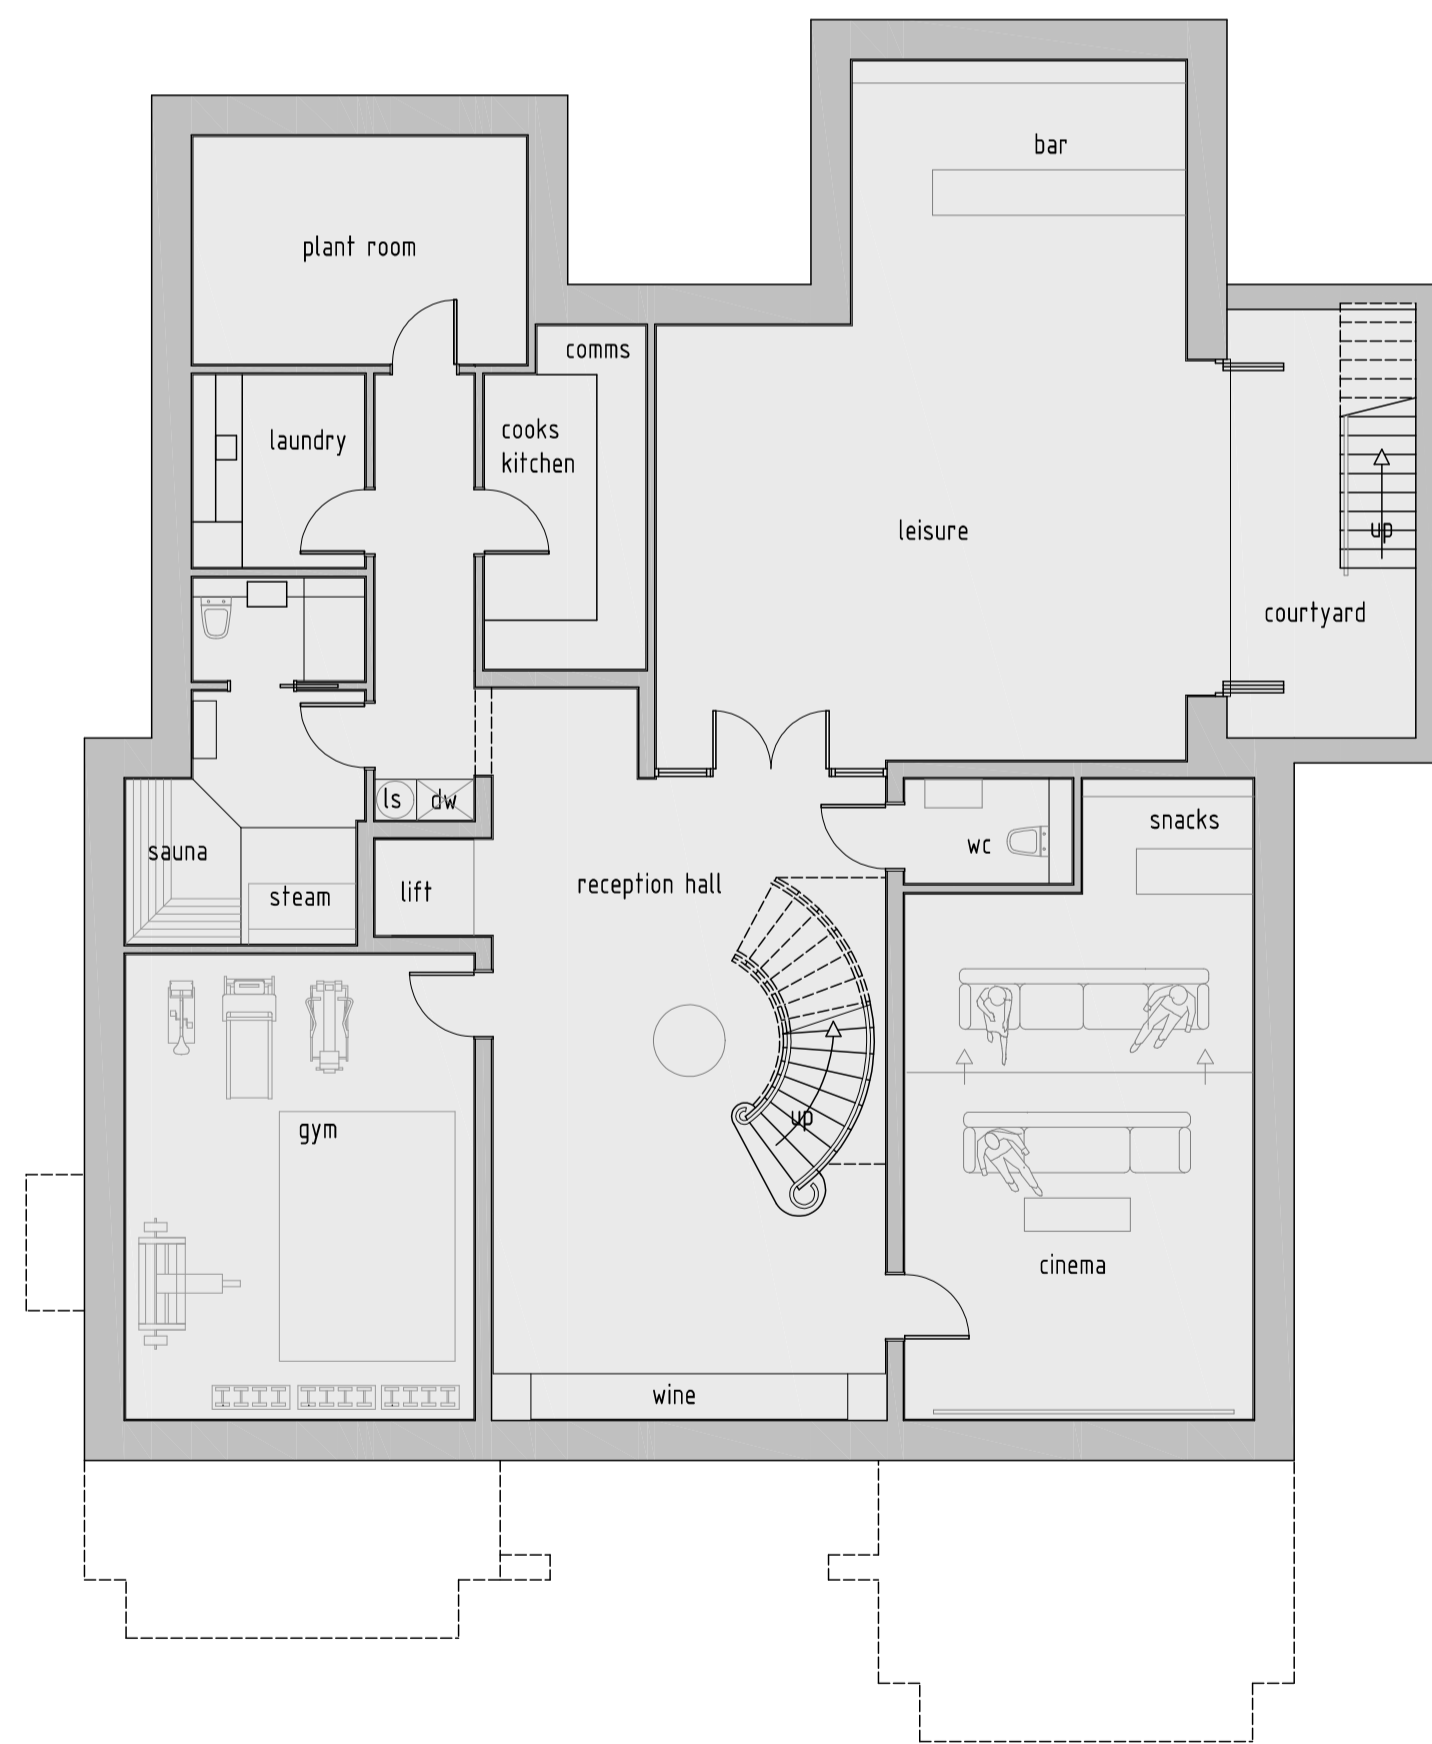 bar
plant room
comms
laundry
cooks
kitchen
leisure
up
courtyard
ls
dw
snacks
wc
sauna
steam
lift
reception hall
up
gym
cinema
wine